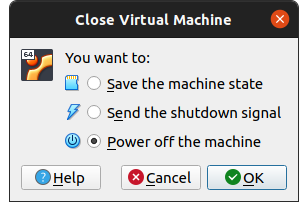 Close Virtual Machine
64
You want to:
Save the machine state
Send the shutdown signal
Power off the machine
Help
Cancel
OK